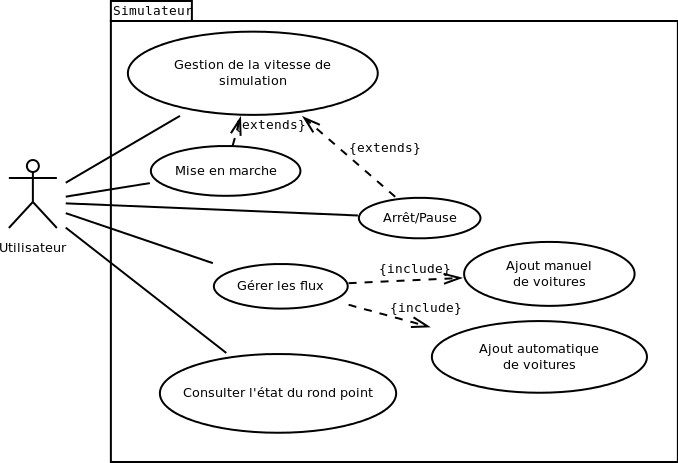 Simulateur
Gestion de la vitesse de
simulation
{extends}
{extends}
Mise en marche
Arrêt/Pause
Utilisateur
Gérer les flux
{include}
Ajout manuel
de voitures
{include}
Ajout automatique
de voitures
Consulter l'état du rond point